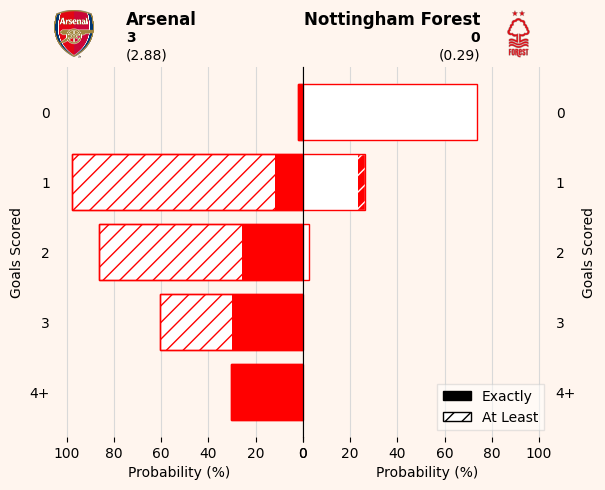 Arsenal
3
(2.88)
Nottingham Forest
0
(0.29)
Arsenal
FOREST
Goals Scored
0
1
2
3
4+
0
1
2
3
4+
Goals Scored
Exactly
At Least
100 80 60 40 20 0
0 20 40 60 80 100
Probability (%)
Probability (%)